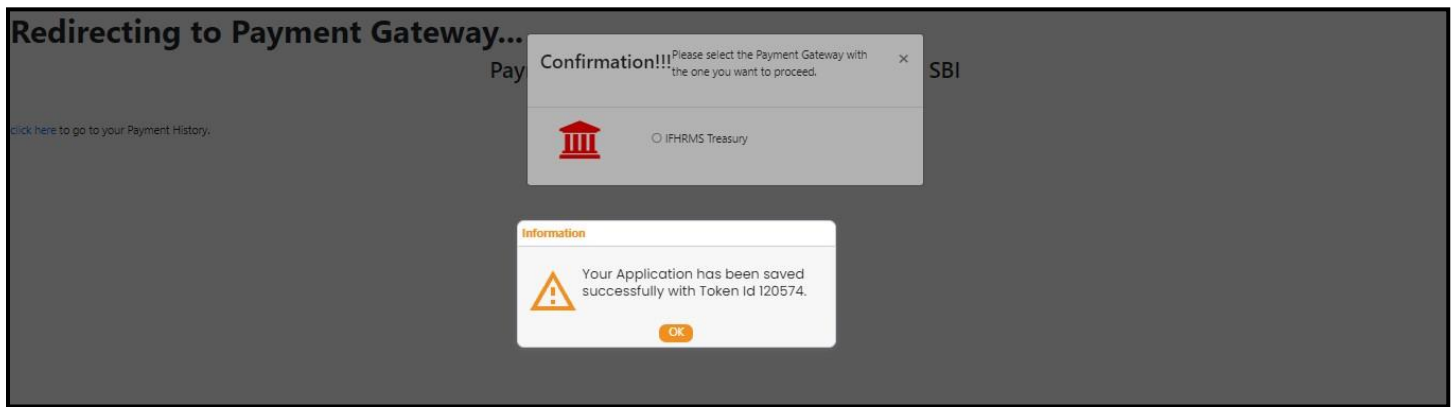 Redirecting to Payment Gateway...
Confirmation!!! Please select the Payment Gateway with
the one you want to proceed.
×
Pay
SBI
click here to go to your Payment History.
IFHRMS Treasury
Information
Your Application has been saved
successfully with Token Id 120574.
OK